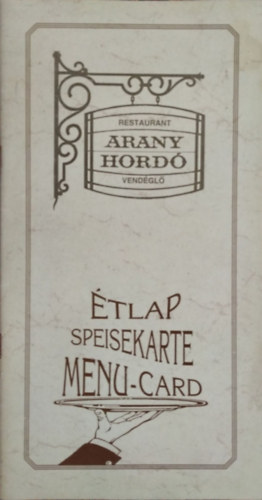 RESTAURANT
ARANY
HORDÓ
VENDÉGLŐ
ÉTLAP
SPEISEKARTE
MENU-CARD